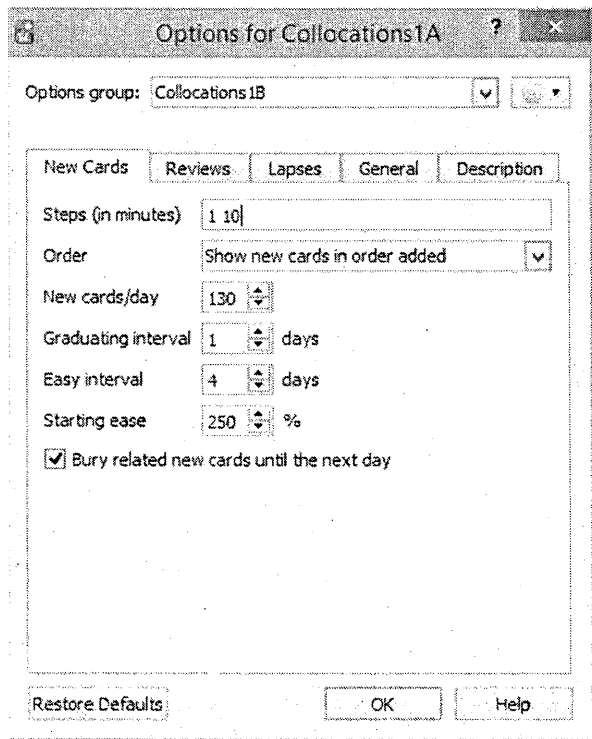 Options for Collocations1A ?
Options group: Collocations1B
New Cards Reviews Lapses General Description
Steps (in minutes) 1 10
Order Show new cards in order added
New cards/day 130
Graduating interval 1 days
Easy interval 4 days
Starting ease 250 %
Bury related new cards until the next day
Restore Defaults OK Help